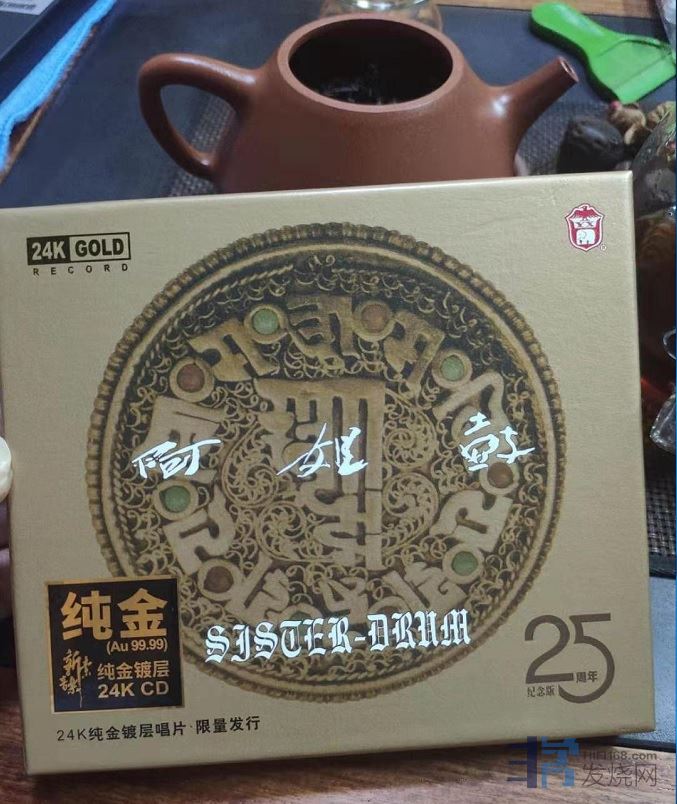 24K GOLD
RECORD
阿姐鼓
SISTER-DRUM
纯金
(Au 99.99)
纯金镀层
24K CD
25
周年
纪念版
24K纯金镀层唱片·限量发行
HIFI168.com
发烧网